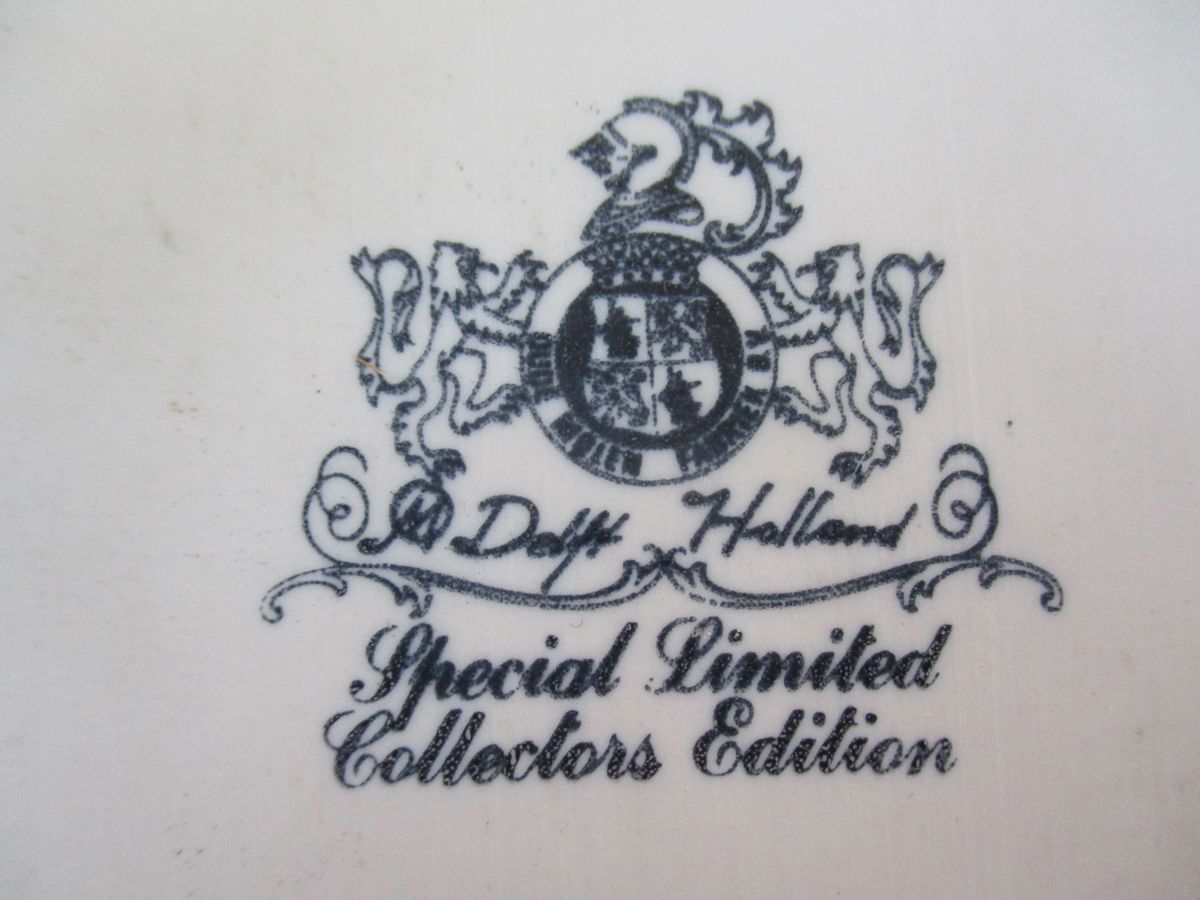 Delft Holland
Special Limited
Collectors Edition